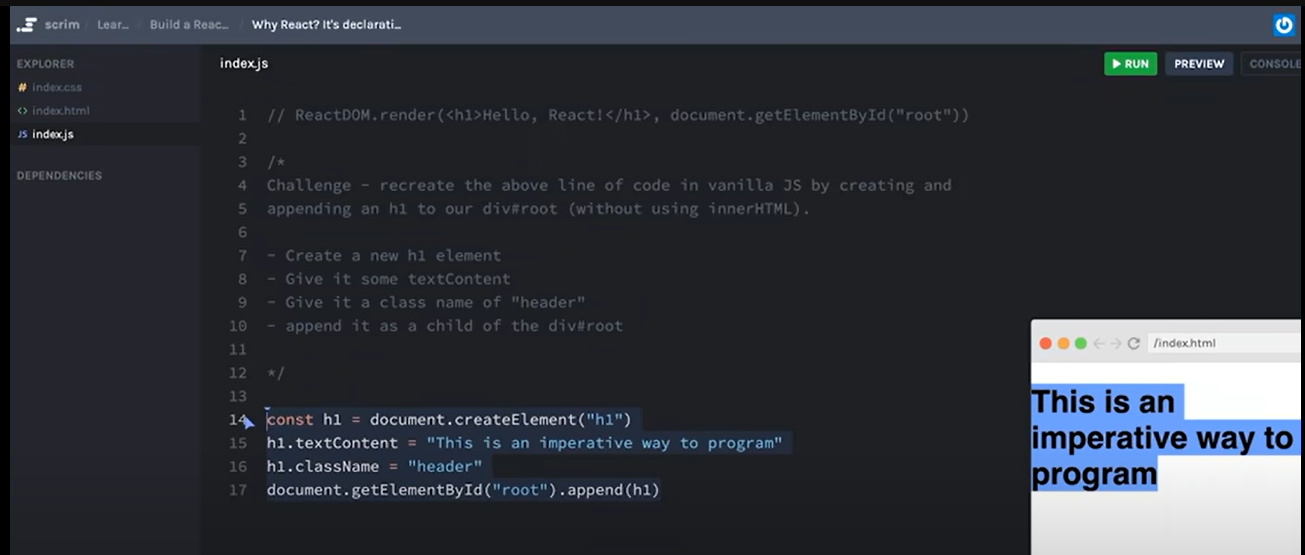 scrim Lear... Build a Reac... Why React? It's declarati...
EXPLORER
# index.css
<> index.html
JS index.js
DEPENDENCIES
index.js
RUN PREVIEW CONSOLE
1 // ReactDOM.render(<h1>Hello, React!</h1>, document.getElementById("root"))
2
3 /*
4 Challenge - recreate the above line of code in vanilla JS by creating and
5 appending an h1 to our div#root (without using innerHTML).
6
7 - Create a new h1 element
8 - Give it some textContent
9 - Give it a class name of "header"
10 - append it as a child of the div#root
11
12 */
13
14 const h1 = document.createElement("h1")
15 h1.textContent = "This is an imperative way to program"
16 h1.className = "header"
17 document.getElementById("root").append(h1)
/index.html
This is an
imperative way to
program